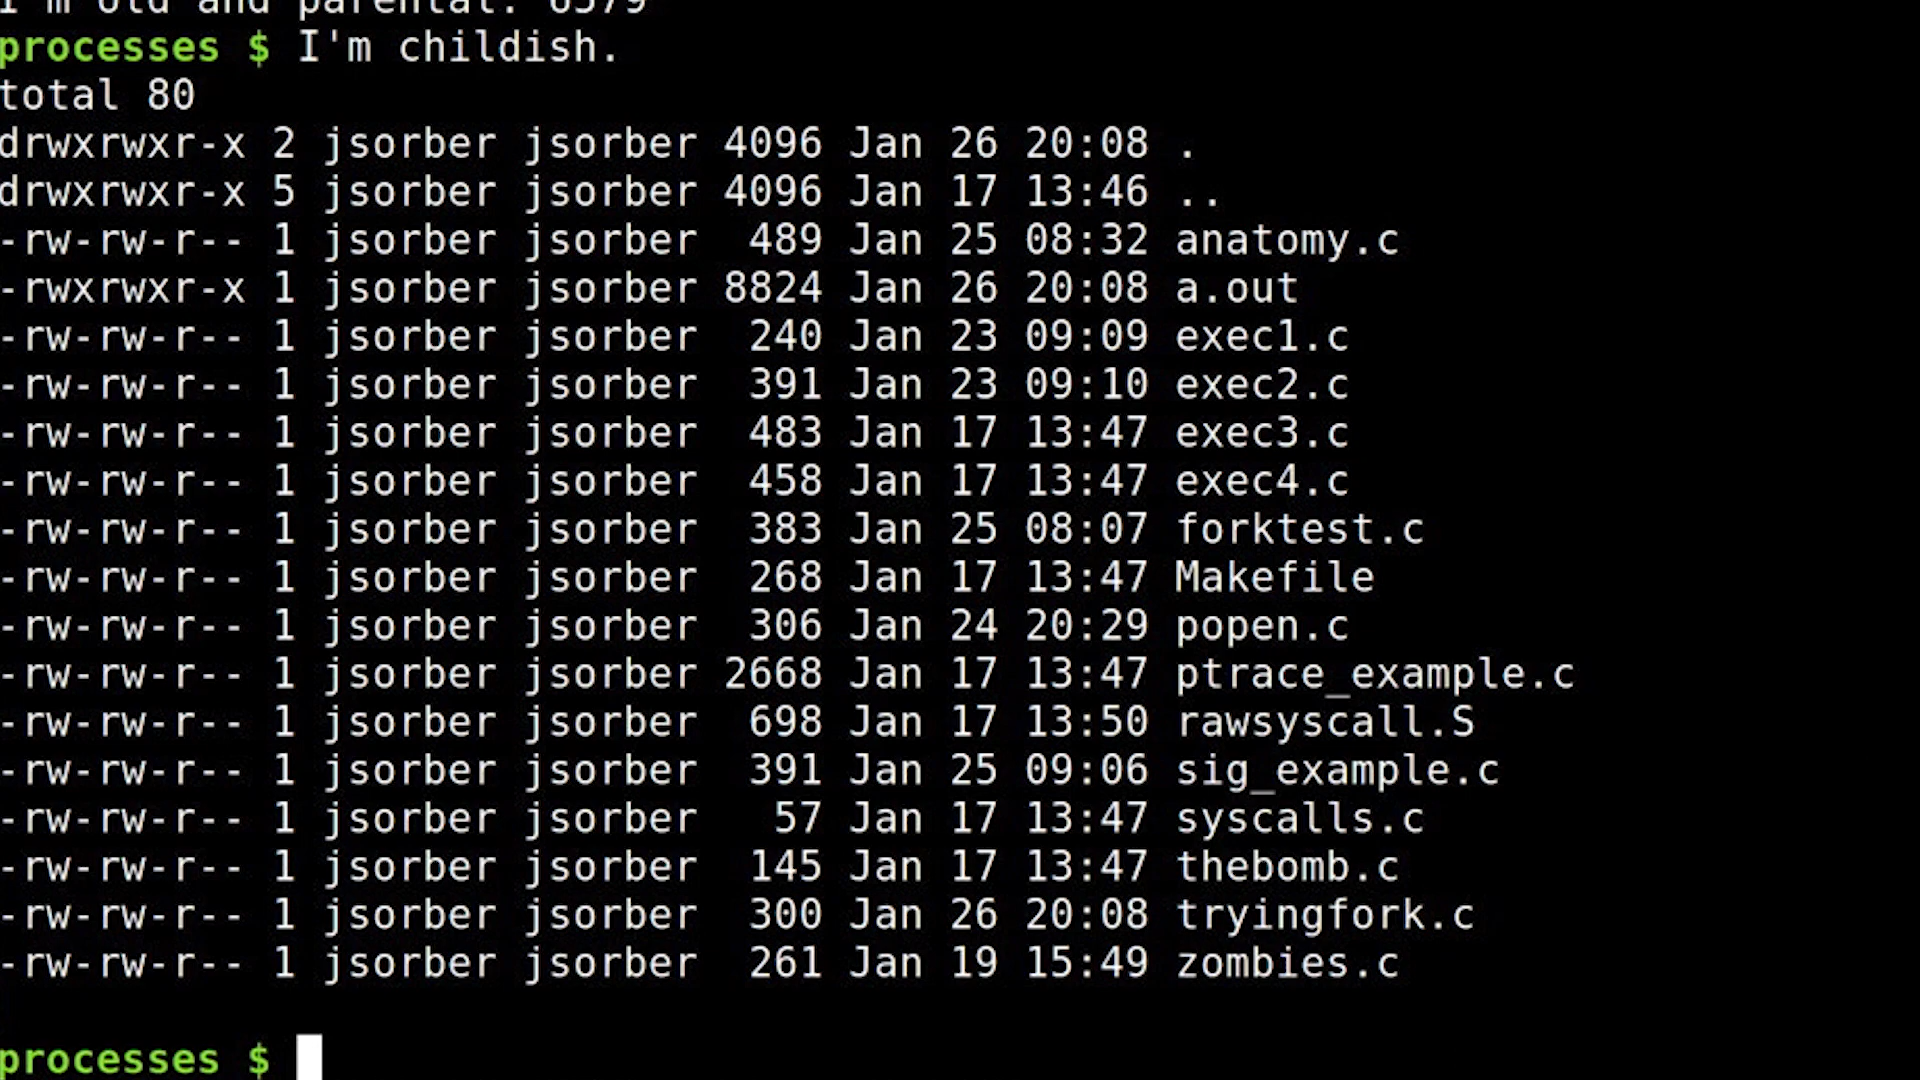 I'm old and parental. 6579
processes $ I'm childish.
total 80
drwxrwxr-x 2 jsorber jsorber 4096 Jan 26 20:08 .
drwxrwxr-x 5 jsorber jsorber 4096 Jan 17 13:46 ..
-rw-rw-r-- 1 jsorber jsorber  489 Jan 25 08:32 anatomy.c
-rwxrwxr-x 1 jsorber jsorber 8824 Jan 26 20:08 a.out
-rw-rw-r-- 1 jsorber jsorber  240 Jan 23 09:09 exec1.c
-rw-rw-r-- 1 jsorber jsorber  391 Jan 23 09:10 exec2.c
-rw-rw-r-- 1 jsorber jsorber  483 Jan 17 13:47 exec3.c
-rw-rw-r-- 1 jsorber jsorber  458 Jan 17 13:47 exec4.c
-rw-rw-r-- 1 jsorber jsorber  383 Jan 25 08:07 forktest.c
-rw-rw-r-- 1 jsorber jsorber  268 Jan 17 13:47 Makefile
-rw-rw-r-- 1 jsorber jsorber  306 Jan 24 20:29 popen.c
-rw-rw-r-- 1 jsorber jsorber 2668 Jan 17 13:47 ptrace_example.c
-rw-rw-r-- 1 jsorber jsorber  698 Jan 17 13:50 rawsyscall.S
-rw-rw-r-- 1 jsorber jsorber  391 Jan 25 09:06 sig_example.c
-rw-rw-r-- 1 jsorber jsorber   57 Jan 17 13:47 syscalls.c
-rw-rw-r-- 1 jsorber jsorber  145 Jan 17 13:47 thebomb.c
-rw-rw-r-- 1 jsorber jsorber  300 Jan 26 20:08 tryingfork.c
-rw-rw-r-- 1 jsorber jsorber  261 Jan 19 15:49 zombies.c
processes $